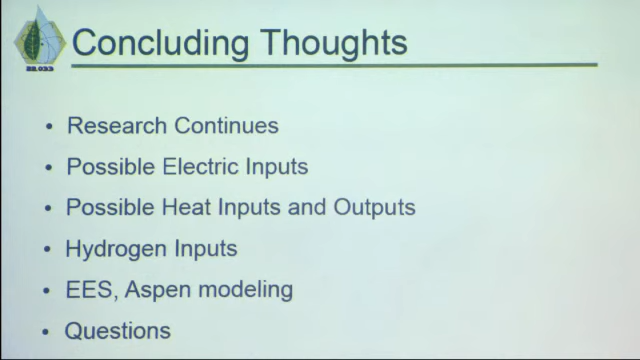 Concluding Thoughts
• Research Continues
• Possible Electric Inputs
• Possible Heat Inputs and Outputs
• Hydrogen Inputs
• EES, Aspen modeling
• Questions